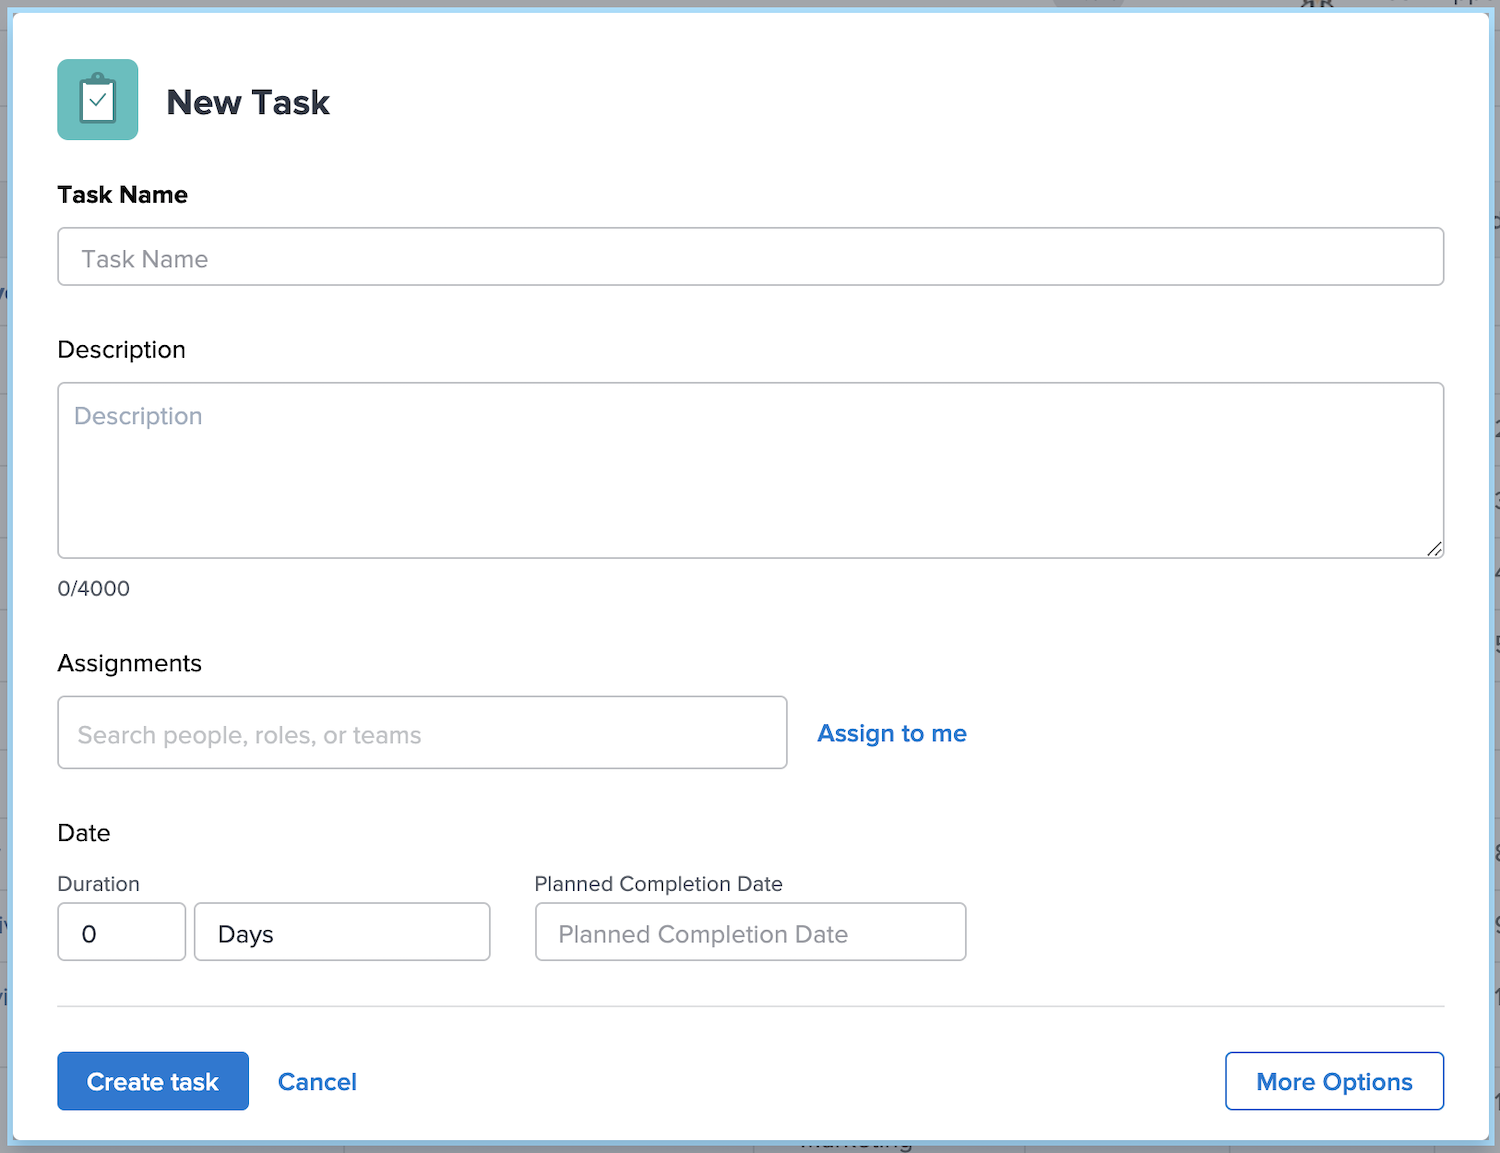 New Task
Task Name
Task Name
Description
Description
0/4000
Assignments
Search people, roles, or teams
Assign to me
Date
Duration
Planned Completion Date
0
Days
Planned Completion Date
Create task
Cancel
More Options